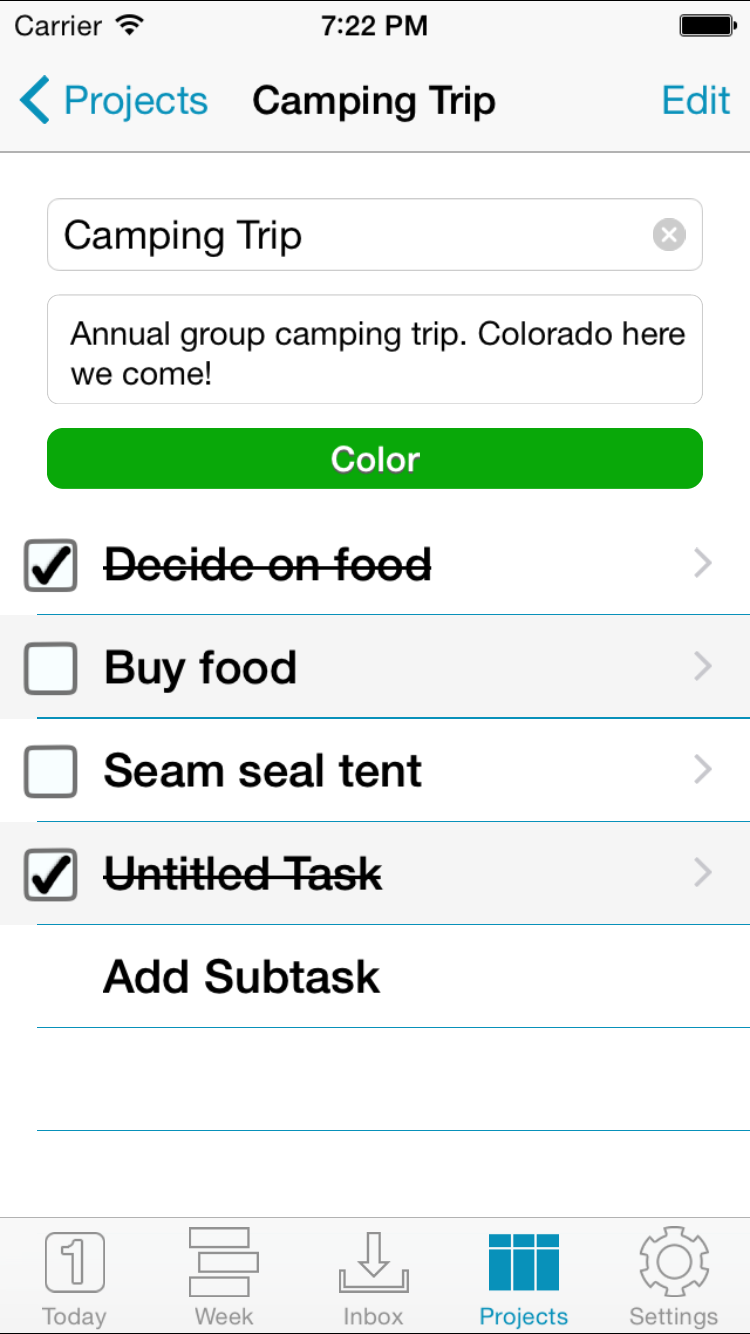 Carrier 7:22 PM
Projects Camping Trip Edit
Camping Trip
Annual group camping trip. Colorado here
we come!
Color
Decide on food
Buy food
Seam seal tent
Untitled Task
Add Subtask
1
Today Week Inbox Projects Settings